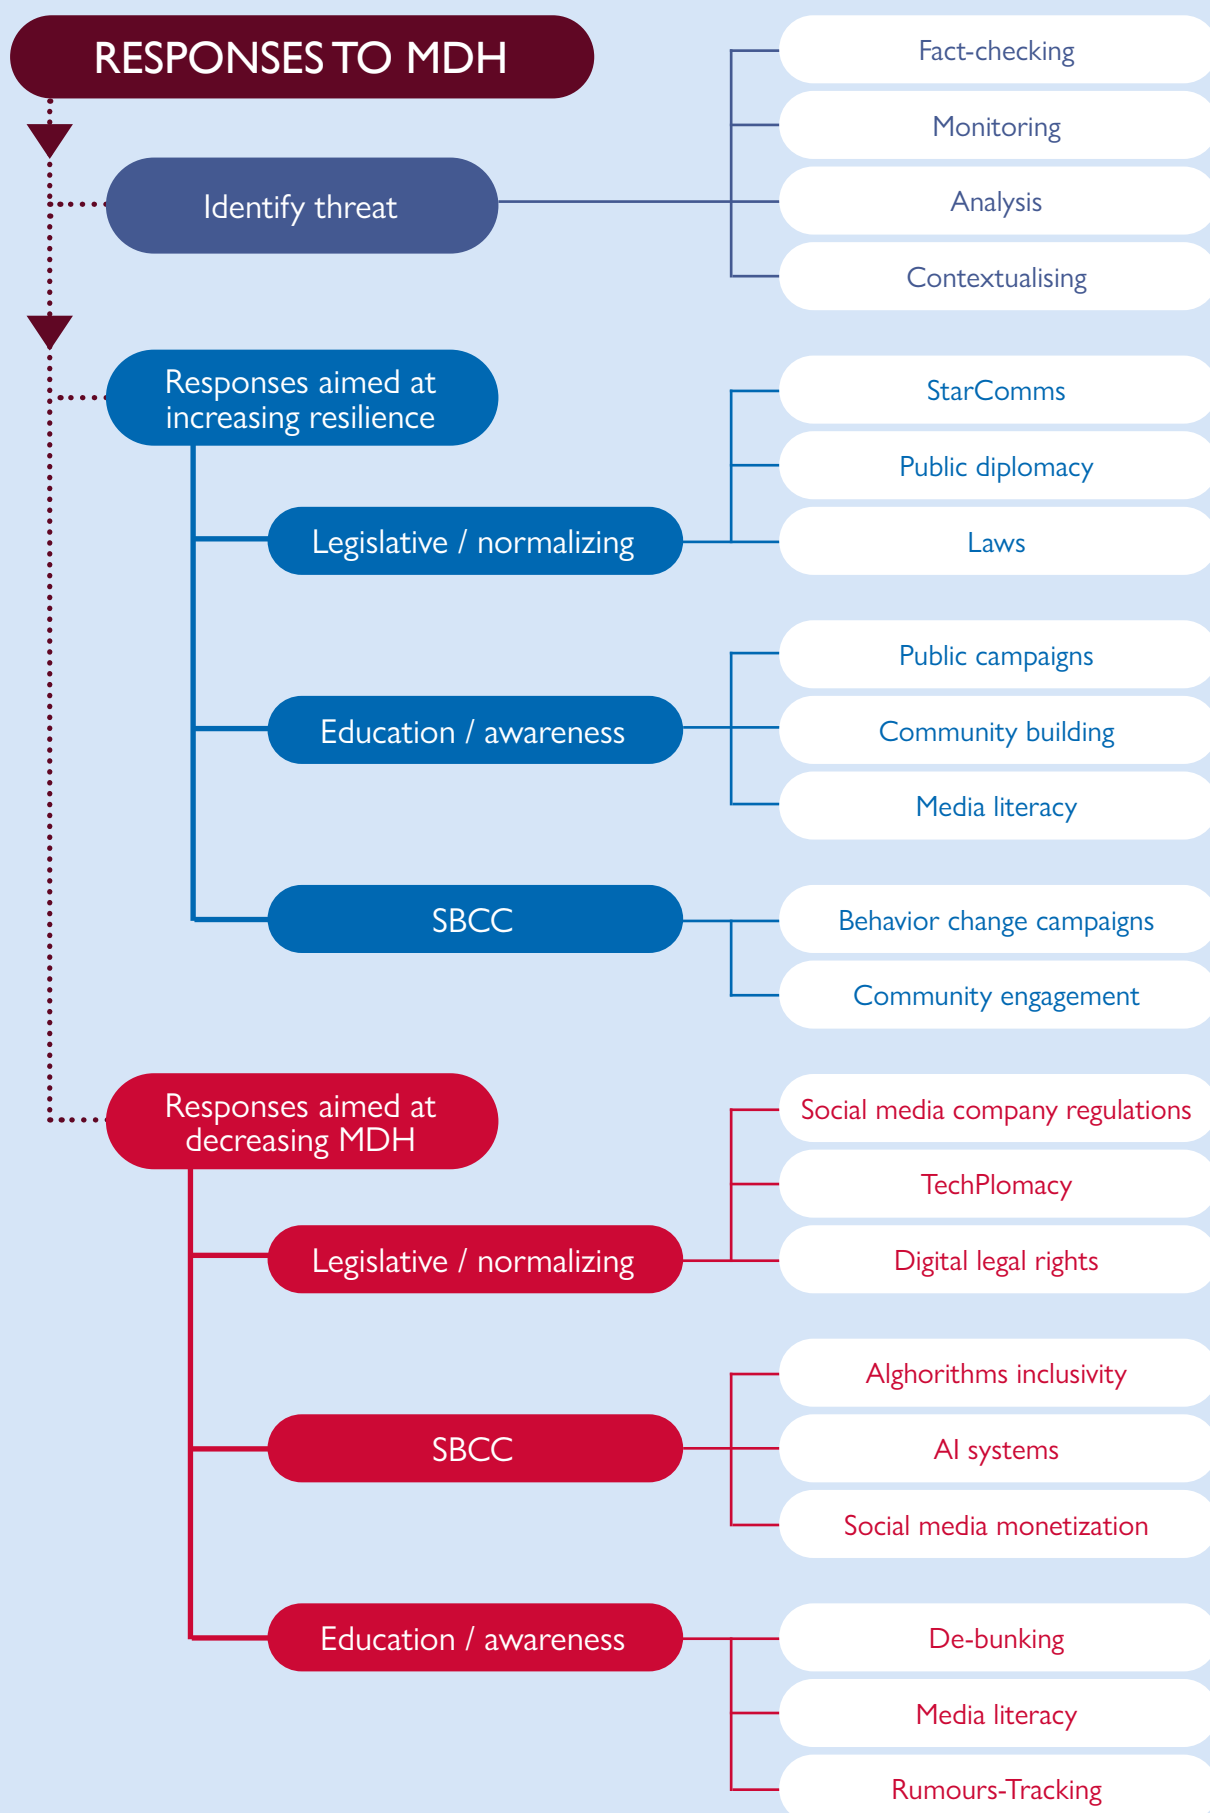 RESPONSES TO MDH
Identify threat
Fact-checking
Monitoring
Analysis
Contextualising
Responses aimed at
increasing resilience
Legislative / normalizing
StarComms
Public diplomacy
Laws
Education / awareness
Public campaigns
Community building
Media literacy
SBCC
Behavior change campaigns
Community engagement
Responses aimed at
decreasing MDH
Legislative / normalizing
Social media company regulations
TechPlomacy
Digital legal rights
SBCC
Alghorithms inclusivity
AI systems
Social media monetization
Education / awareness
De-bunking
Media literacy
Rumours-Tracking